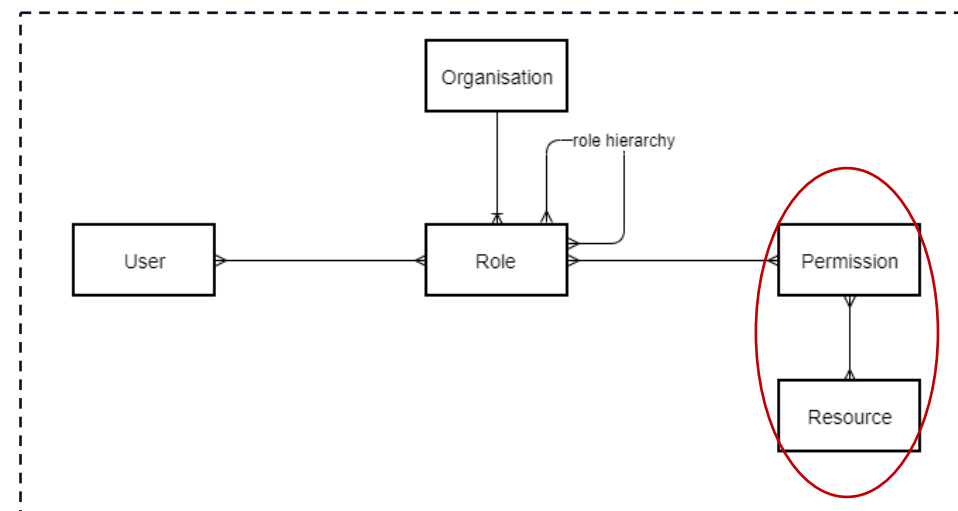 Organisation
role hierarchy
User
Role
Permission
Resource